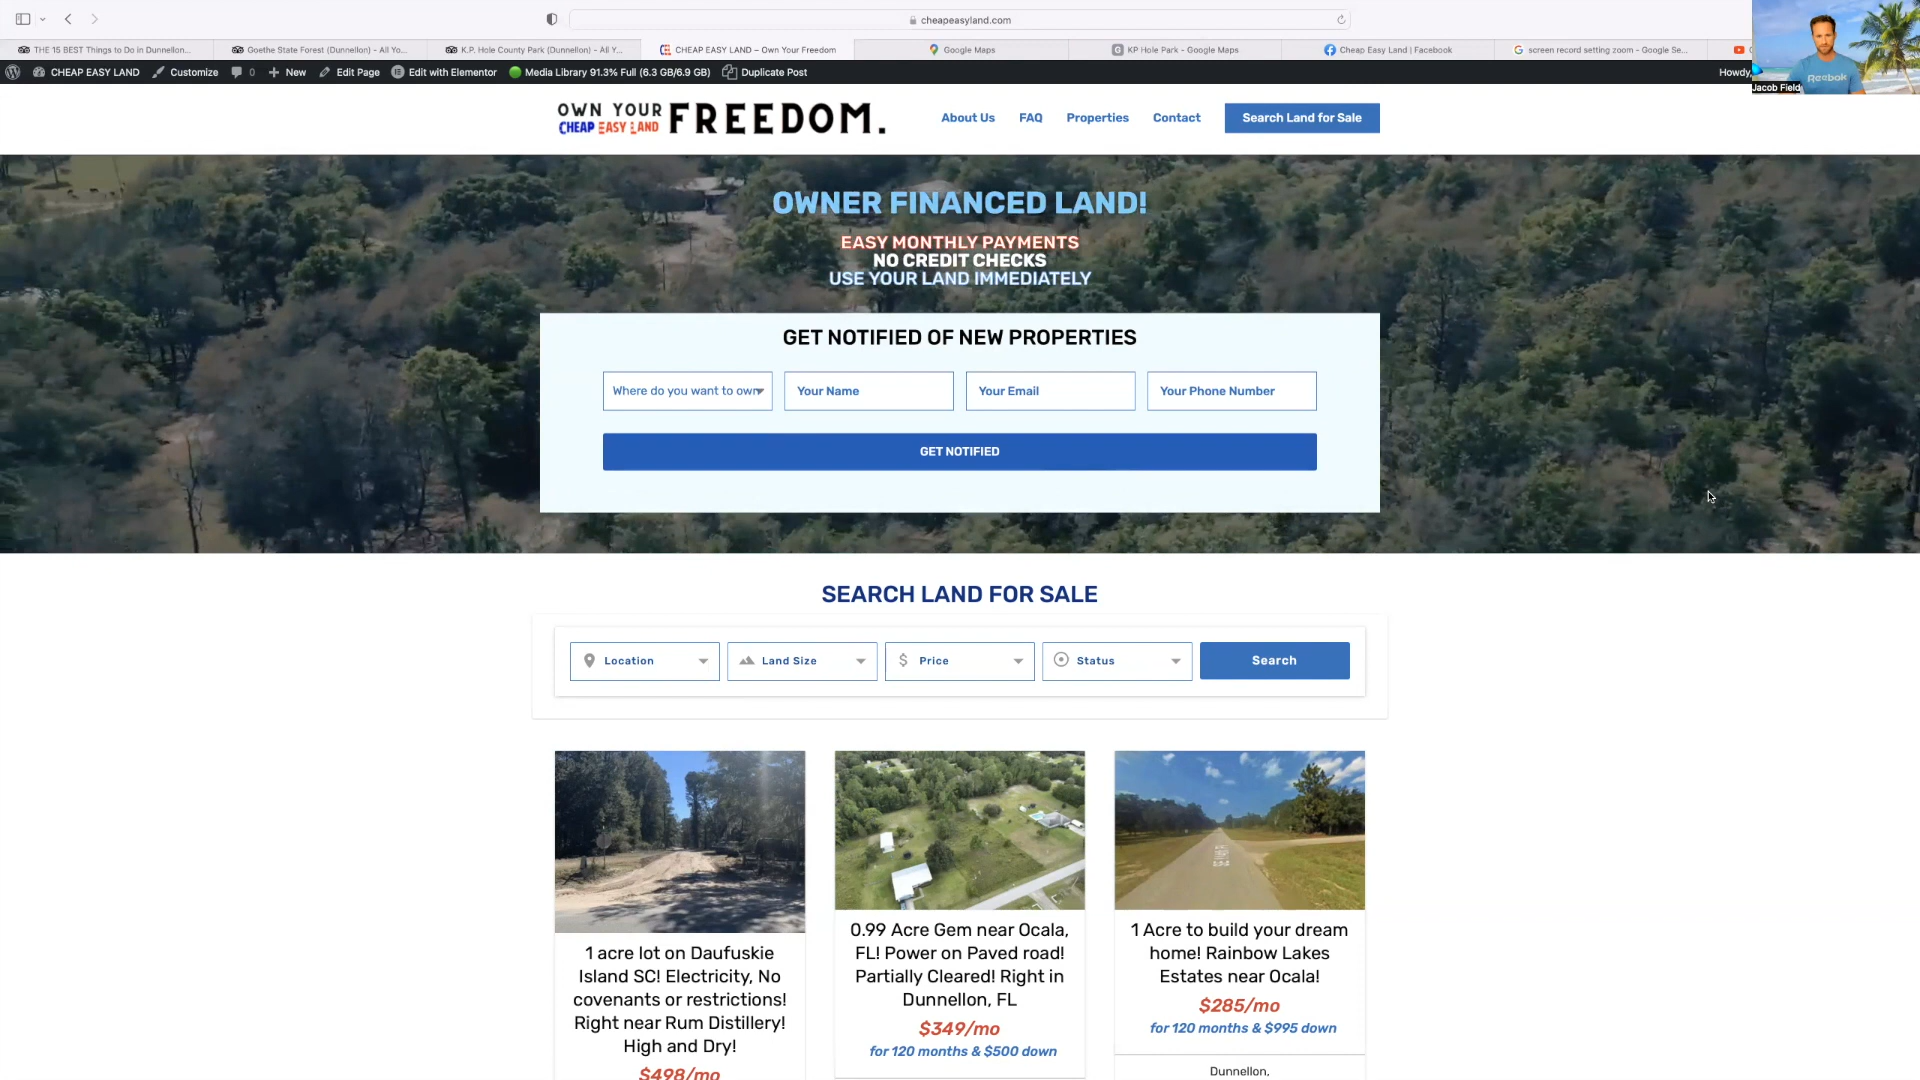 cheapeasyland.com
THE 15 BEST Things to Do in Dunnellon...
Goethe State Forest (Dunnellon) - All Yo...
K.P. Hole County Park (Dunnellon) - All Y...
CHEAP EASY LAND – Own Your Freedom
Google Maps
KP Hole Park - Google Maps
Cheap Easy Land | Facebook
screen record setting zoom - Google Se...
CHEAP EASY LAND
Customize
0
New
Edit Page
Edit with Elementor
Media Library 91.3% Full (6.3 GB/6.9 GB)
Duplicate Post
Howdy,
Reebok
Jacob Field
OWN YOUR
CHEAP EASY LAND
FREEDOM.
About Us
FAQ
Properties
Contact
Search Land for Sale
OWNER FINANCED LAND!
EASY MONTHLY PAYMENTS
NO CREDIT CHECKS
USE YOUR LAND IMMEDIATELY
GET NOTIFIED OF NEW PROPERTIES
Where do you want to own
Your Name
Your Email
Your Phone Number
GET NOTIFIED
SEARCH LAND FOR SALE
Location
Land Size
$ Price
Status
Search
1 acre lot on Daufuskie
Island SC! Electricity, No
covenants or restrictions!
Right near Rum Distillery!
High and Dry!
$498/mo
0.99 Acre Gem near Ocala,
FL! Power on Paved road!
Partially Cleared! Right in
Dunnellon, FL
$349/mo
for 120 months & $500 down
1 Acre to build your dream
home! Rainbow Lakes
Estates near Ocala!
$285/mo
for 120 months & $995 down
Dunnellon,